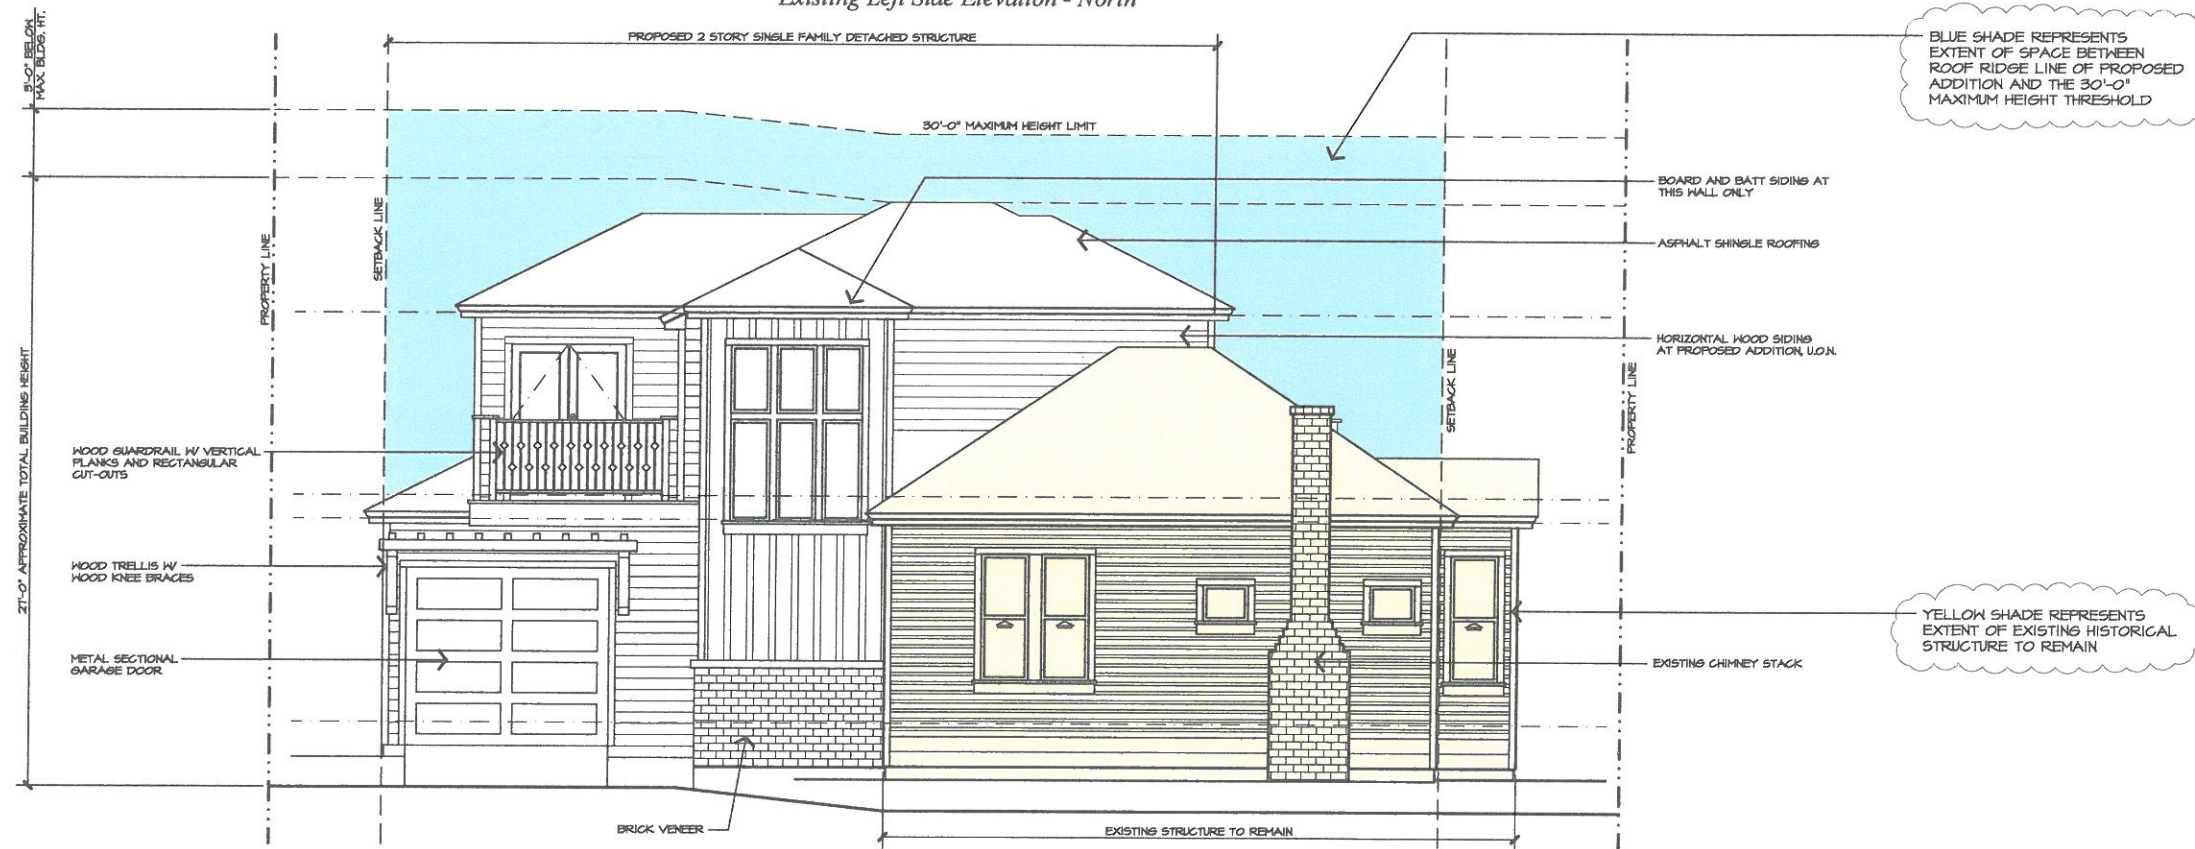 Existing Left Side Elevation - North
3'-0" BELOW
MAX. BLDG. HT.
PROPOSED 2 STORY SINGLE FAMILY DETACHED STRUCTURE
BLUE SHADE REPRESENTS
EXTENT OF SPACE BETWEEN
ROOF RIDGE LINE OF PROPOSED
ADDITION AND THE 30'-0"
MAXIMUM HEIGHT THRESHOLD
30'-0" MAXIMUM HEIGHT LIMIT
BOARD AND BATT SIDING AT
THIS WALL ONLY
SETBACK LINE
PROPERTY LINE
ASPHALT SHINGLE ROOFING
HORIZONTAL WOOD SIDING
AT PROPOSED ADDITION, U.O.N.
SETBACK LINE
PROPERTY LINE
27'-0" APPROXIMATE TOTAL BUILDING HEIGHT
WOOD GUARDRAIL W/ VERTICAL
PLANKS AND RECTANGULAR
CUT-OUTS
WOOD TRELLIS W/
WOOD KNEE BRACES
YELLOW SHADE REPRESENTS
EXTENT OF EXISTING HISTORICAL
STRUCTURE TO REMAIN
METAL SECTIONAL
GARAGE DOOR
EXISTING CHIMNEY STACK
BRICK VENEER
EXISTING STRUCTURE TO REMAIN